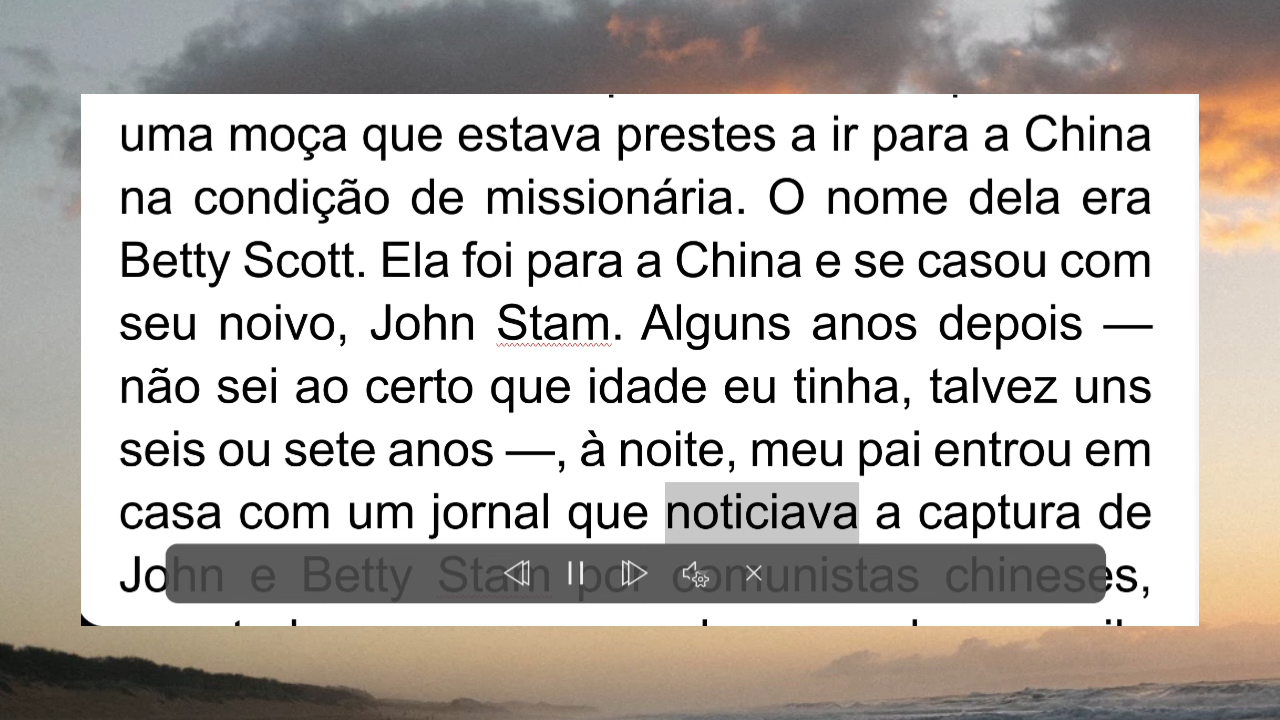 uma moça que estava prestes a ir para a China
na condição de missionária. O nome dela era
Betty Scott. Ela foi para a China e se casou com
seu noivo, John Stam. Alguns anos depois —
não sei ao certo que idade eu tinha, talvez uns
seis ou sete anos —, à noite, meu pai entrou em
casa com um jornal que noticiava a captura de
John e Betty Stam por comunistas chineses,